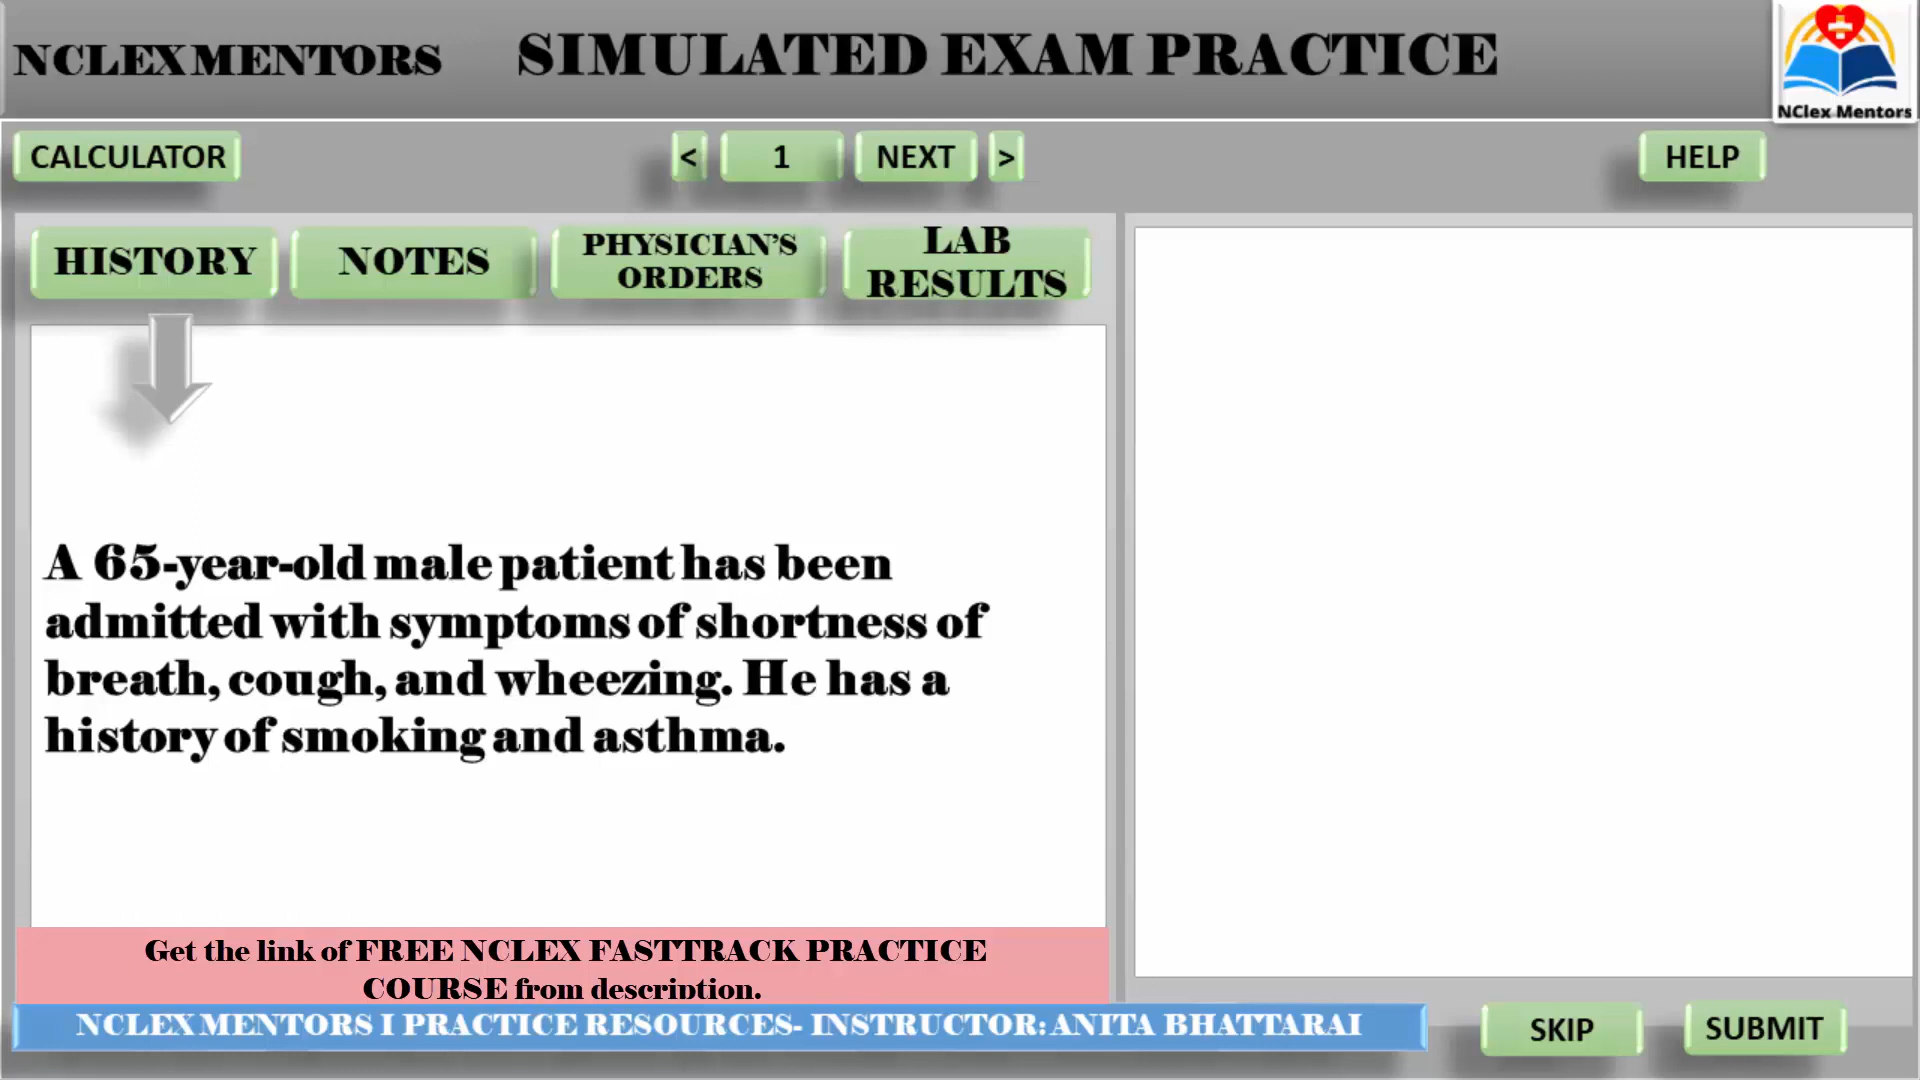 NCLEX MENTORS
SIMULATED EXAM PRACTICE
NClex Mentors
CALCULATOR
<
1
NEXT
>
HELP
HISTORY
NOTES
PHYSICIAN'S
ORDERS
LAB
RESULTS
A 65-year-old male patient has been
admitted with symptoms of shortness of
breath, cough, and wheezing. He has a
history of smoking and asthma.
Get the link of FREE NCLEX FASTTRACK PRACTICE
COURSE from description.
NCLEX MENTORS I PRACTICE RESOURCES- INSTRUCTOR: ANITA BHATTARAI
SKIP
SUBMIT